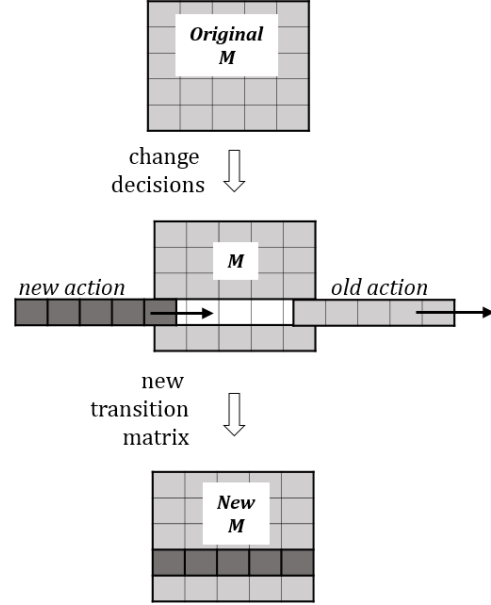 Original
M
change
decisions
M
new action
old action
new
transition
matrix
New
M